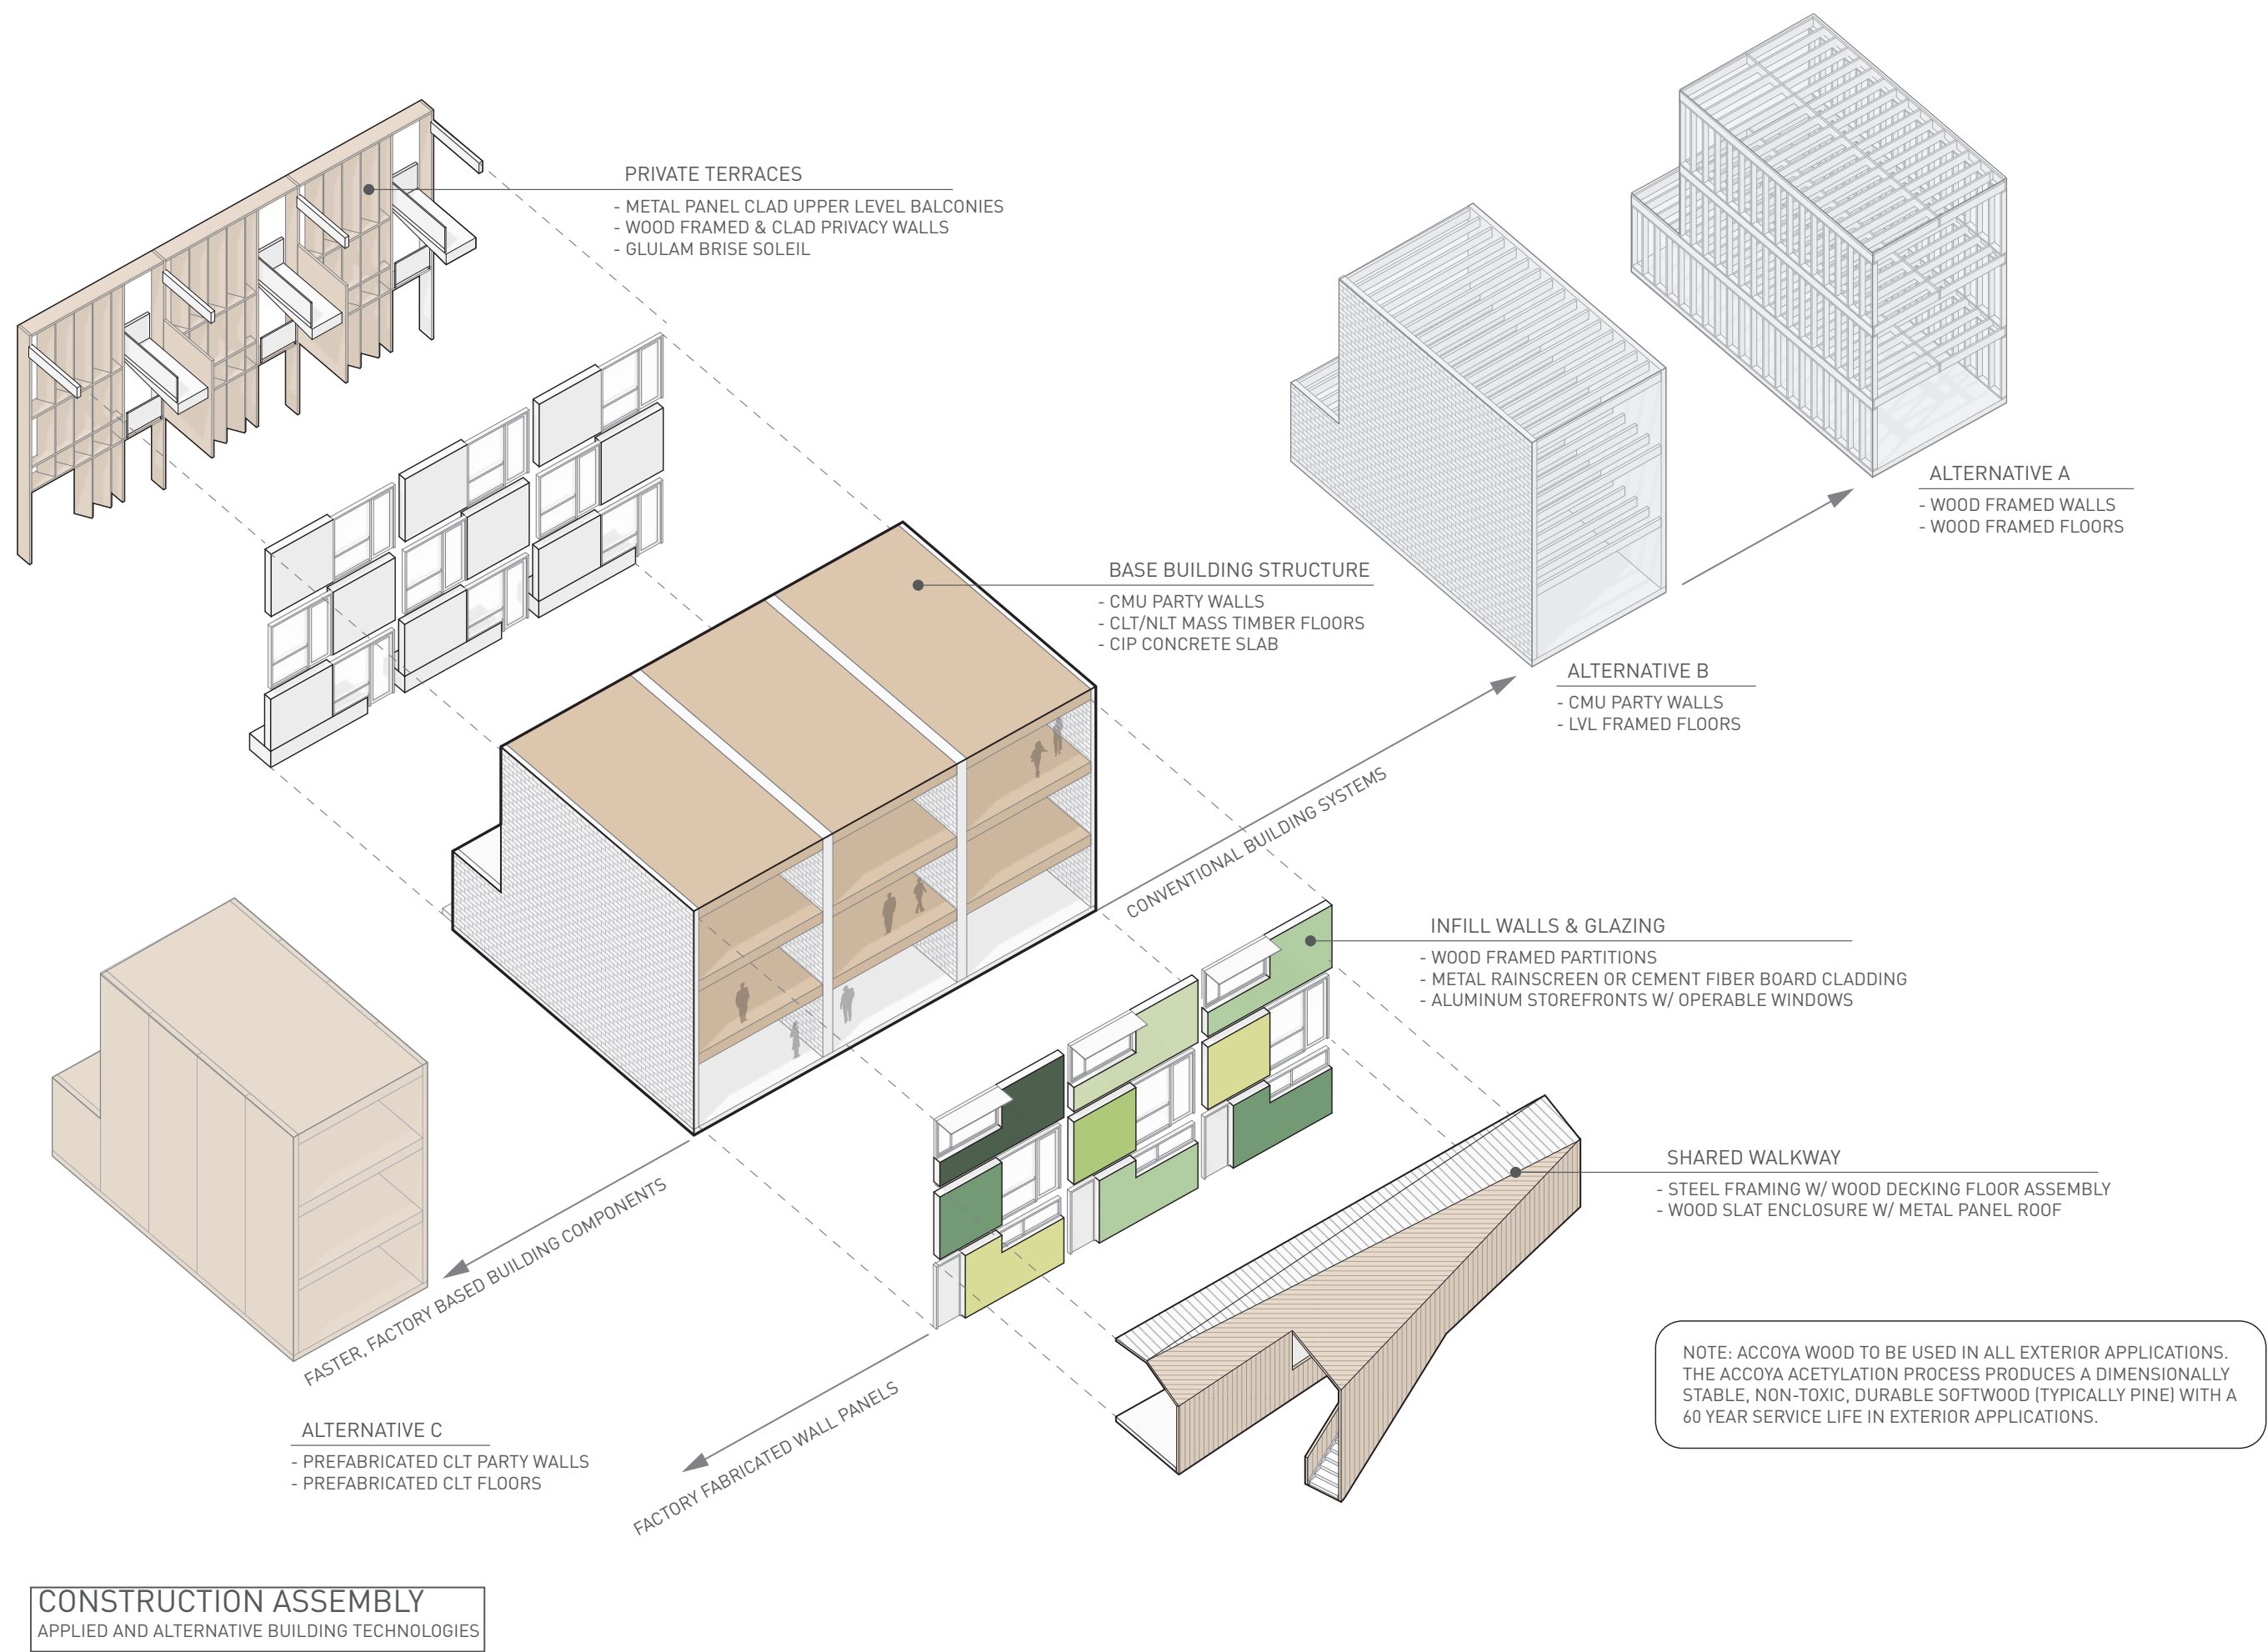 PRIVATE TERRACES
- METAL PANEL CLAD UPPER LEVEL BALCONIES
- WOOD FRAMED & CLAD PRIVACY WALLS
- GLULAM BRISE SOLEIL
ALTERNATIVE A
- WOOD FRAMED WALLS
- WOOD FRAMED FLOORS
BASE BUILDING STRUCTURE
- CMU PARTY WALLS
- CLT/NLT MASS TIMBER FLOORS
- CIP CONCRETE SLAB
ALTERNATIVE B
- CMU PARTY WALLS
- LVL FRAMED FLOORS
CONVENTIONAL BUILDING SYSTEMS
INFILL WALLS & GLAZING
- WOOD FRAMED PARTITIONS
- METAL RAINSCREEN OR CEMENT FIBER BOARD CLADDING
- ALUMINUM STOREFRONTS W/ OPERABLE WINDOWS
SHARED WALKWAY
- STEEL FRAMING W/ WOOD DECKING FLOOR ASSEMBLY
- WOOD SLAT ENCLOSURE W/ METAL PANEL ROOF
FASTER, FACTORY BASED BUILDING COMPONENTS
NOTE: ACCOYA WOOD TO BE USED IN ALL EXTERIOR APPLICATIONS.
THE ACCOYA ACETYLATION PROCESS PRODUCES A DIMENSIONALLY
STABLE, NON-TOXIC, DURABLE SOFTWOOD (TYPICALLY PINE) WITH A
60 YEAR SERVICE LIFE IN EXTERIOR APPLICATIONS.
ALTERNATIVE C
- PREFABRICATED CLT PARTY WALLS
- PREFABRICATED CLT FLOORS
FACTORY FABRICATED WALL PANELS
CONSTRUCTION ASSEMBLY
APPLIED AND ALTERNATIVE BUILDING TECHNOLOGIES